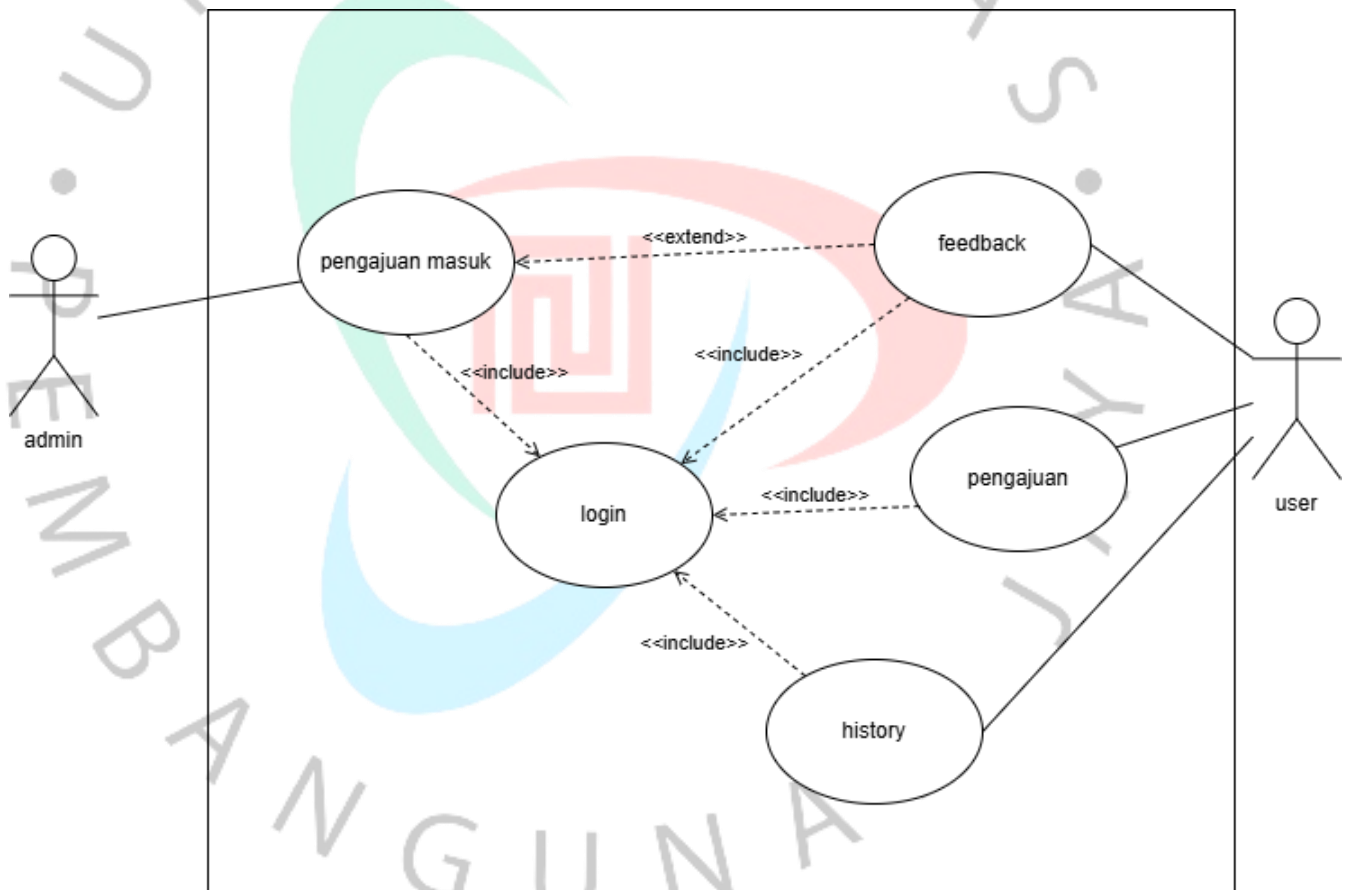 <<extend>>
feedback
pengajuan masuk
<<include>>
<<include>>
admin
pengajuan
<<include>>
login
user
<<include>>
history
U
P E M B A N G U N A
A S
J A Y A